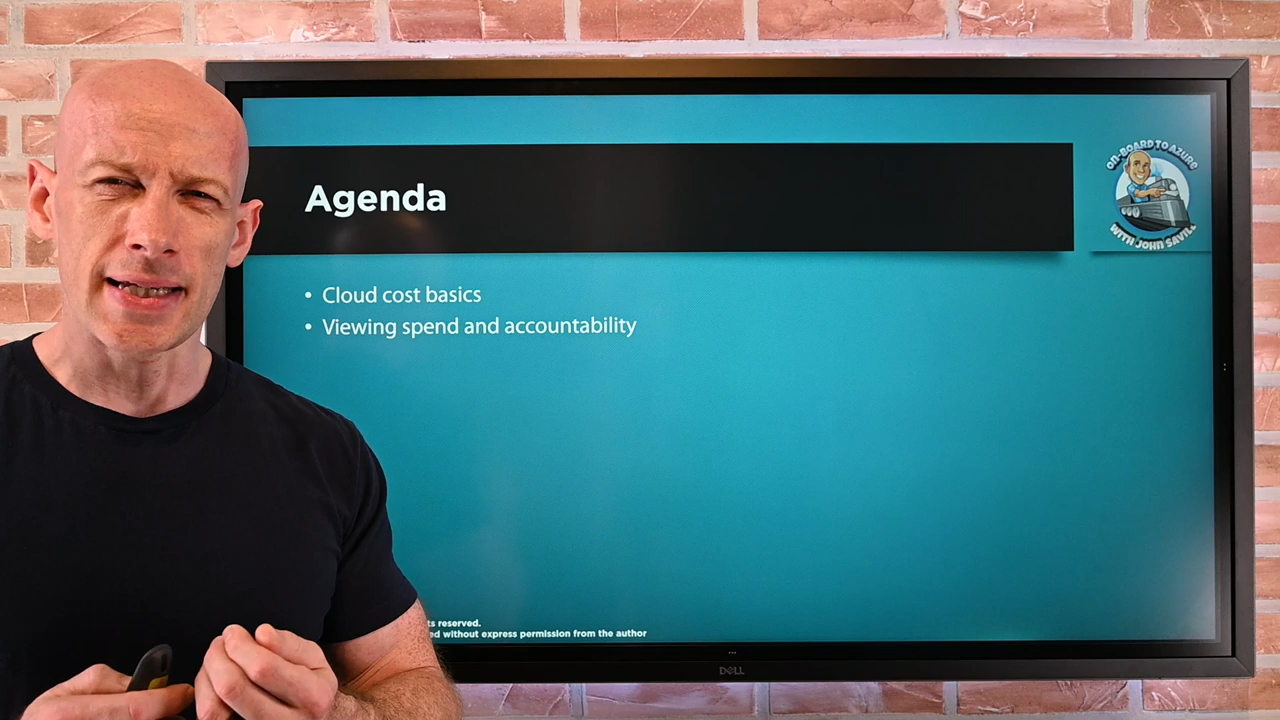 Agenda
ON-BOARD TO AZURE
WITH JOHN SAVILL
• Cloud cost basics
• Viewing spend and accountability
ts reserved.
ed without express permission from the author
DELL